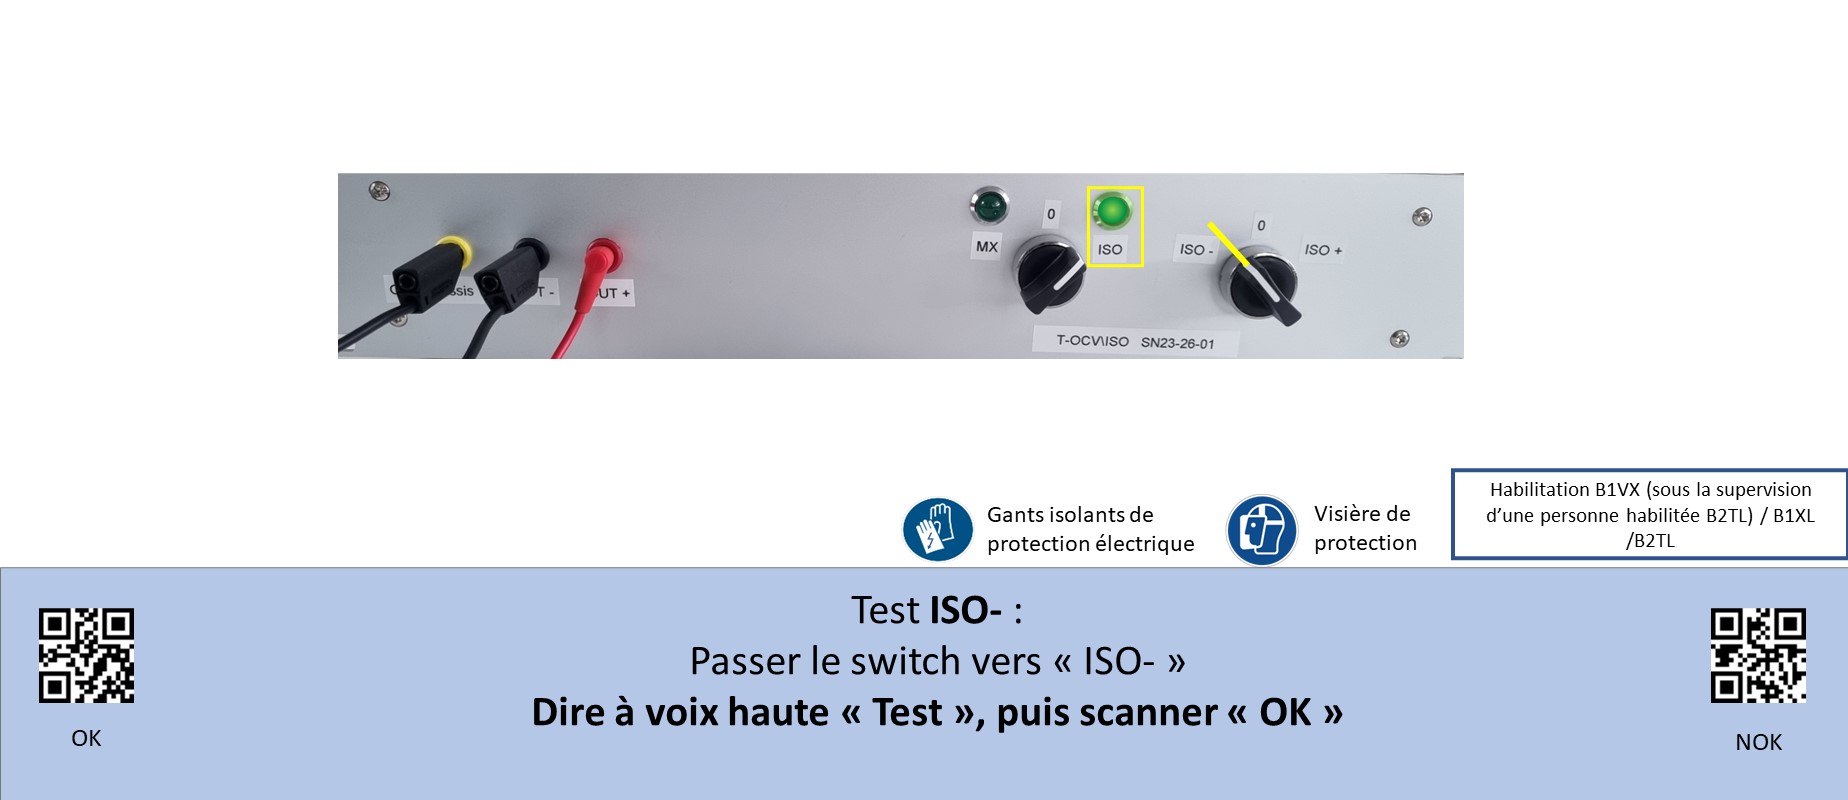 0
MX
ISO
0
ISO -
ISO +
ssis
T -
UT +
T-OCV\ISO SN23-26-01
Gants isolants de
protection électrique
Visière de
protection
Habilitation B1VX (sous la supervision
d’une personne habilitée B2TL) / B1XL
/B2TL
Test ISO- :
Passer le switch vers « ISO- »
Dire à voix haute « Test », puis scanner « OK »
OK
NOK